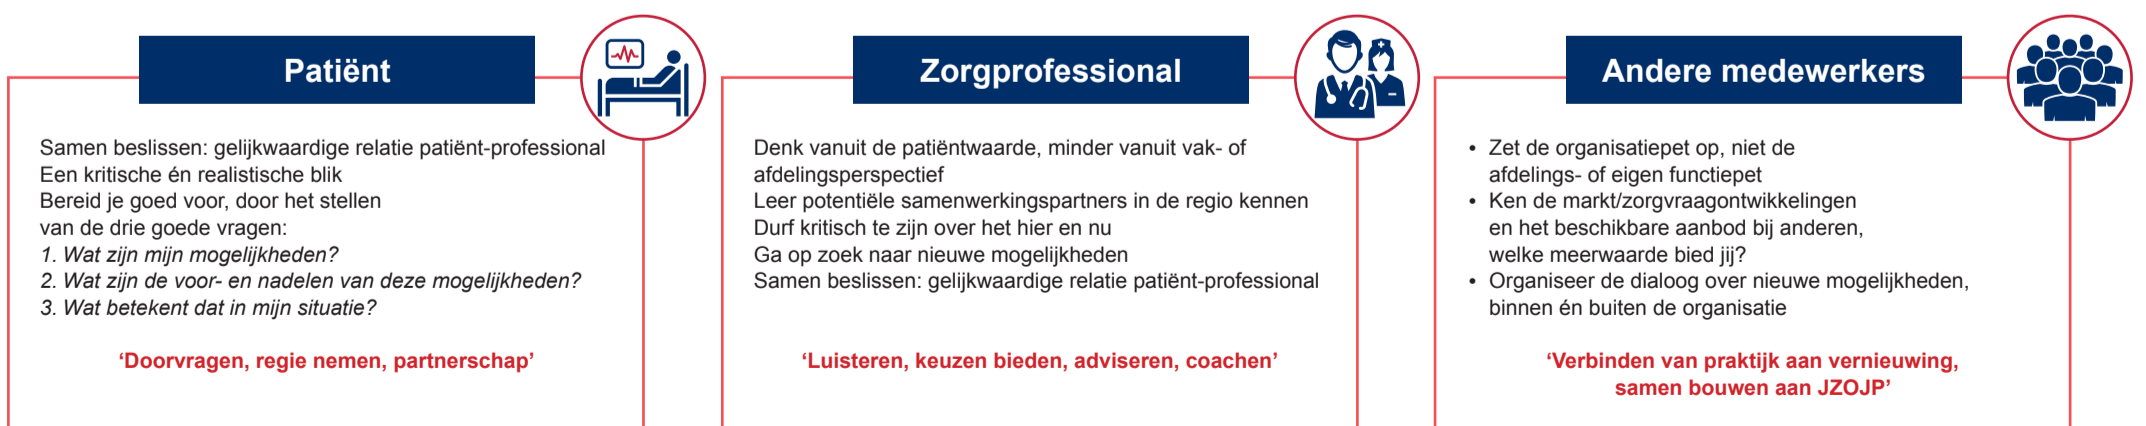 Patiënt
Samen beslissen: gelijkwaardige relatie patiënt-professional
Een kritische én realistische blik
Bereid je goed voor, door het stellen
van de drie goede vragen:
1. Wat zijn mijn mogelijkheden?
2. Wat zijn de voor- en nadelen van deze mogelijkheden?
3. Wat betekent dat in mijn situatie?
‘Doorvragen, regie nemen, partnerschap’
Zorgprofessional
Denk vanuit de patiëntwaarde, minder vanuit vak- of
afdelingsperspectief
Leer potentiële samenwerkingspartners in de regio kennen
Durf kritisch te zijn over het hier en nu
Ga op zoek naar nieuwe mogelijkheden
Samen beslissen: gelijkwaardige relatie patiënt-professional
‘Luisteren, keuzen bieden, adviseren, coachen’
Andere medewerkers
• Zet de organisatiepet op, niet de
afdelings- of eigen functiepet
• Ken de markt/zorgvraagontwikkelingen
en het beschikbare aanbod bij anderen,
welke meerwaarde bied jij?
• Organiseer de dialoog over nieuwe mogelijkheden,
binnen én buiten de organisatie
‘Verbinden van praktijk aan vernieuwing,
samen bouwen aan JZOJP’